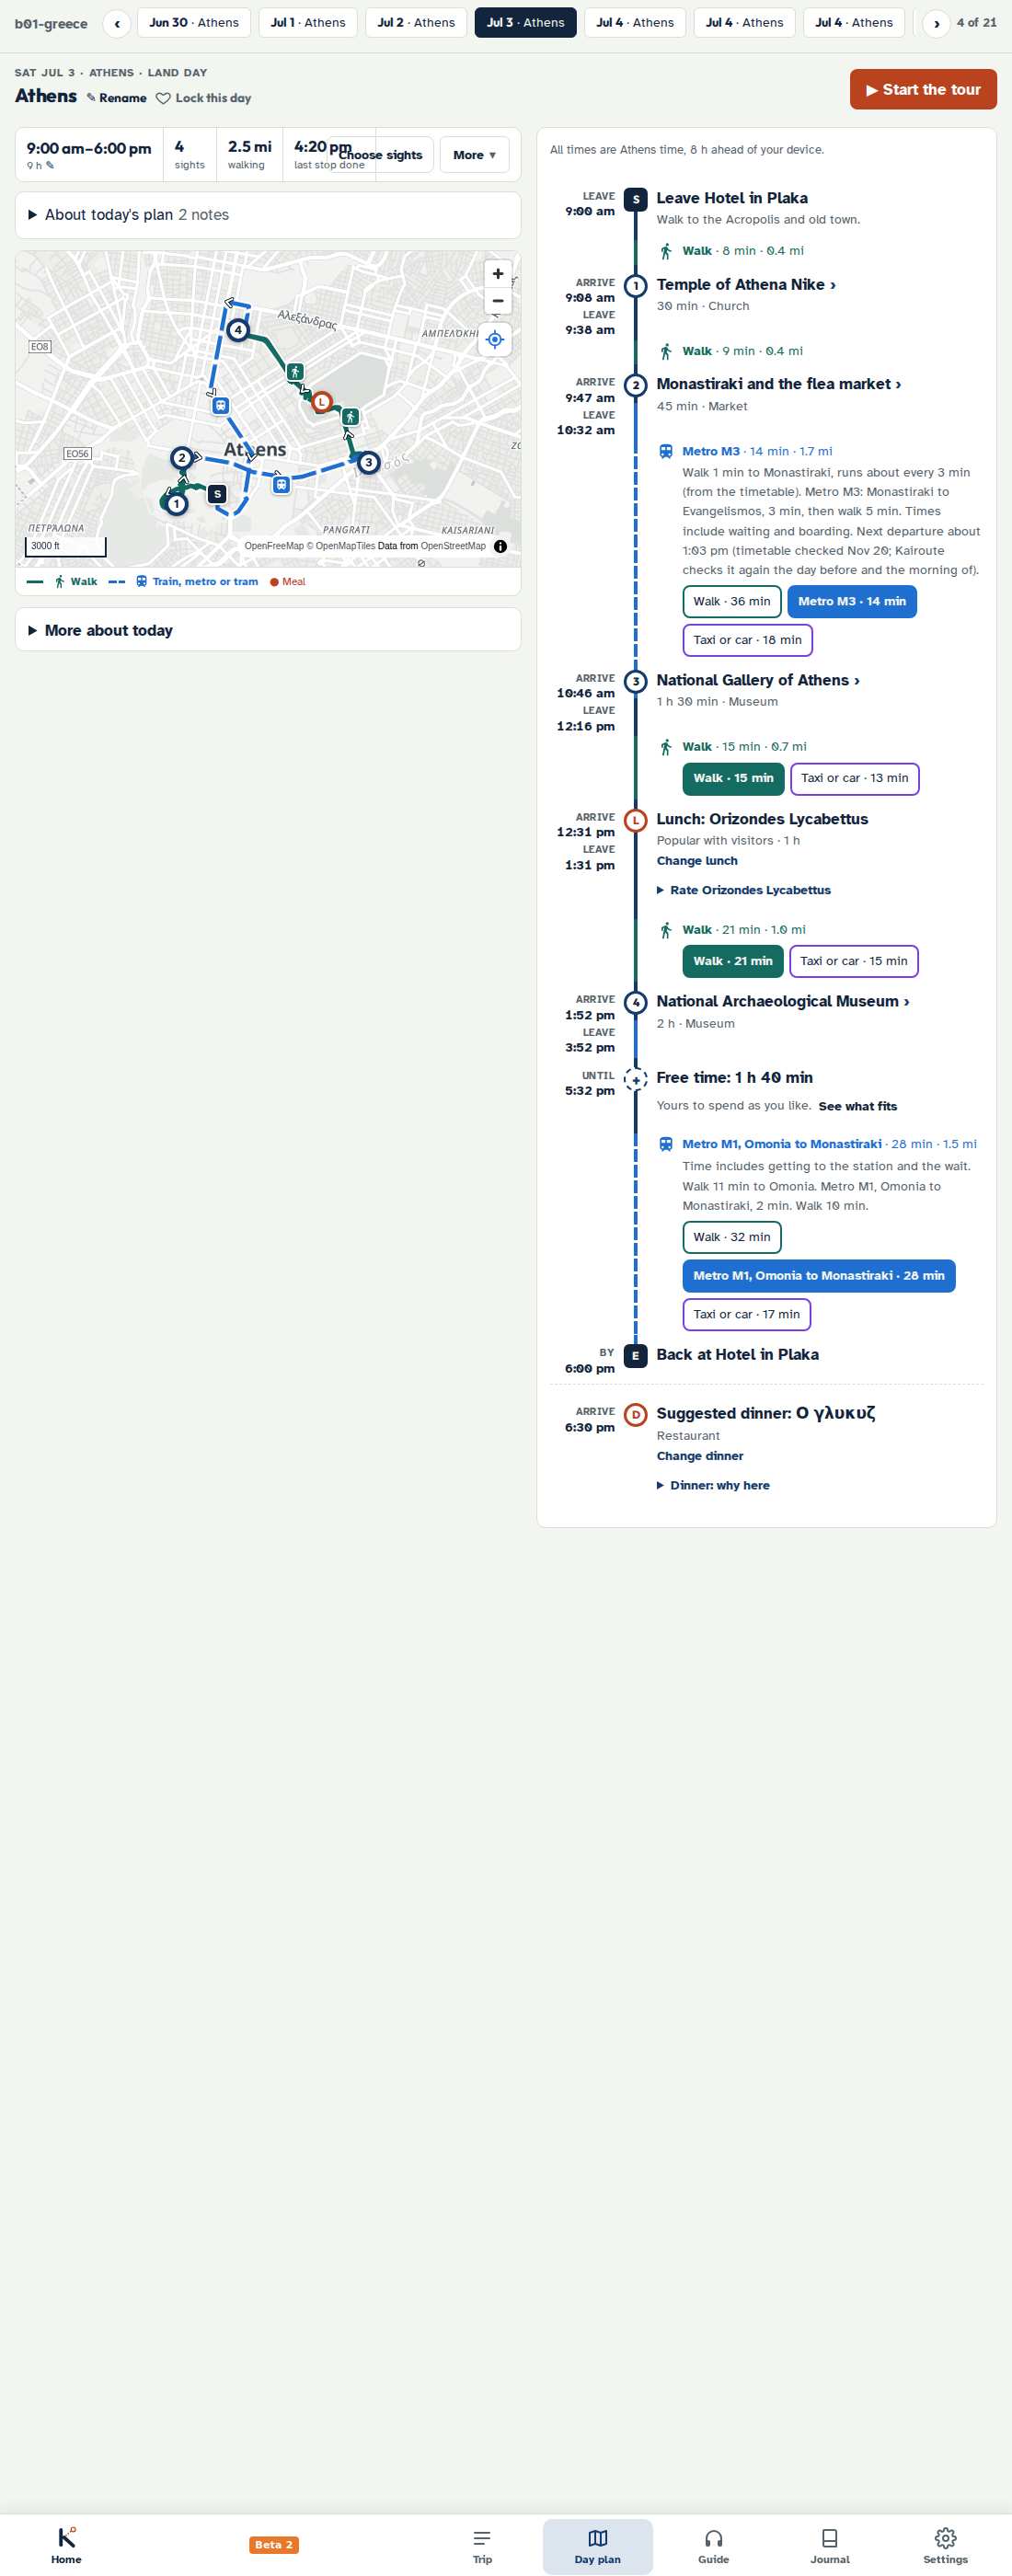 b01-greece
‹
Jun 30 · Athens
Jul 1 · Athens
Jul 2 · Athens
Jul 3 · Athens
Jul 4 · Athens
Jul 4 · Athens
Jul 4 · Athens
›
4 of 21
SAT JUL 3 · ATHENS · LAND DAY
Athens ✎ Rename Lock this day
▶ Start the tour
9:00 am–6:00 pm
9 h ✎
4
sights
2.5 mi
walking
4:20 pm
last stop done
Choose sights
More ▾
▶ About today's plan 2 notes
Αλεξάνδρας
EO8
4
L
Athens
EO56
2
3
S
1
ΠΕΤΡΑΛΩΝΑ
PANGRATI
KAISARIANI
+
−
3000 ft
OpenFreeMap © OpenMapTiles Data from OpenStreetMap
Walk
Train, metro or tram
Meal
▶ More about today
All times are Athens time, 8 h ahead of your device.
LEAVE
9:00 am
S
Leave Hotel in Plaka
Walk to the Acropolis and old town.
Walk · 8 min · 0.4 mi
ARRIVE
9:08 am
LEAVE
9:38 am
1
Temple of Athena Nike ›
30 min · Church
Walk · 9 min · 0.4 mi
ARRIVE
9:47 am
LEAVE
10:32 am
2
Monastiraki and the flea market ›
45 min · Market
Metro M3 · 14 min · 1.7 mi
Walk 1 min to Monastiraki, runs about every 3 min
(from the timetable). Metro M3: Monastiraki to
Evangelismos, 3 min, then walk 5 min. Times
include waiting and boarding. Next departure about
1:03 pm (timetable checked Nov 20; Kairoute
checks it again the day before and the morning of).
Walk · 36 min
Metro M3 · 14 min
Taxi or car · 18 min
ARRIVE
10:46 am
LEAVE
12:16 pm
3
National Gallery of Athens ›
1 h 30 min · Museum
Walk · 15 min · 0.7 mi
Walk · 15 min
Taxi or car · 13 min
ARRIVE
12:31 pm
LEAVE
1:31 pm
L
Lunch: Orizondes Lycabettus
Popular with visitors · 1 h
Change lunch
▶ Rate Orizondes Lycabettus
Walk · 21 min · 1.0 mi
Walk · 21 min
Taxi or car · 15 min
ARRIVE
1:52 pm
LEAVE
3:52 pm
4
National Archaeological Museum ›
2 h · Museum
UNTIL
5:32 pm
+
Free time: 1 h 40 min
Yours to spend as you like. See what fits
Metro M1, Omonia to Monastiraki · 28 min · 1.5 mi
Time includes getting to the station and the wait.
Walk 11 min to Omonia. Metro M1, Omonia to
Monastiraki, 2 min. Walk 10 min.
Walk · 32 min
Metro M1, Omonia to Monastiraki · 28 min
Taxi or car · 17 min
BY
6:00 pm
E
Back at Hotel in Plaka
ARRIVE
6:30 pm
D
Suggested dinner: Ο γλυκυζ
Restaurant
Change dinner
▶ Dinner: why here
Home
Beta 2
Trip
Day plan
Guide
Journal
Settings